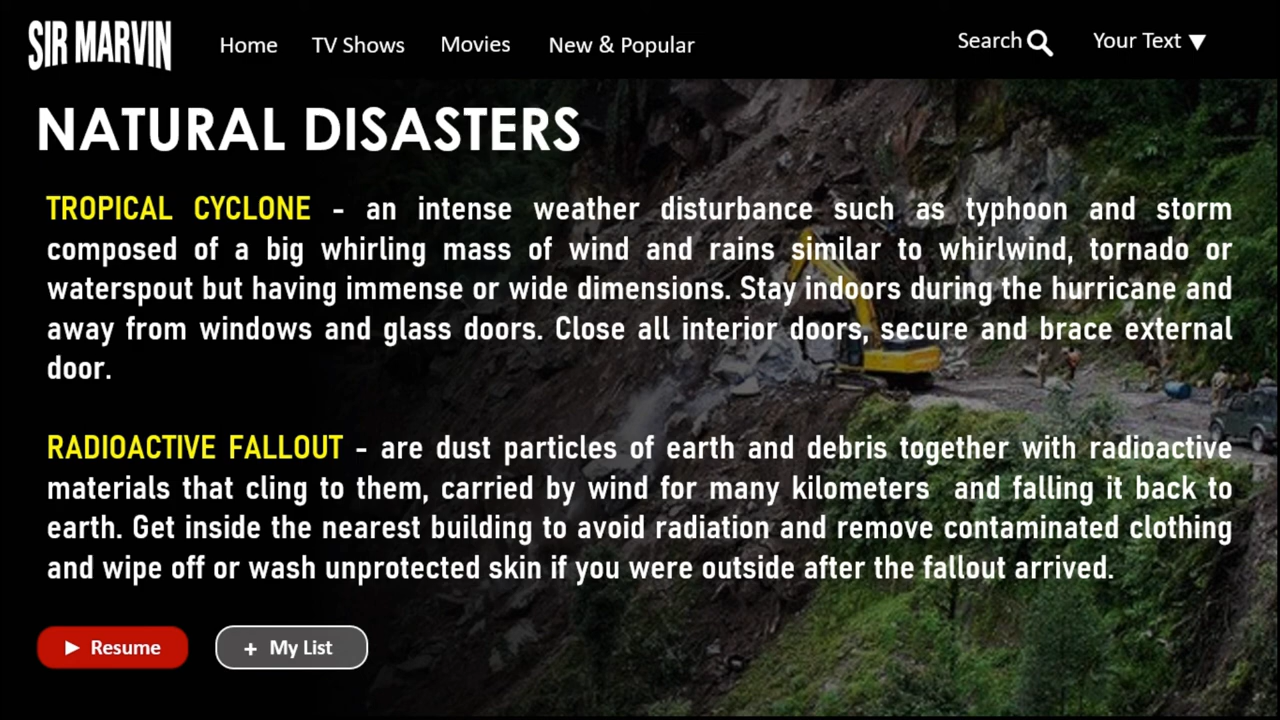 SIR MARVIN Home TV Shows Movies New & Popular Search Your Text
NATURAL DISASTERS
TROPICAL CYCLONE - an intense weather disturbance such as typhoon and storm
composed of a big whirling mass of wind and rains similar to whirlwind, tornado or
waterspout but having immense or wide dimensions. Stay indoors during the hurricane and
away from windows and glass doors. Close all interior doors, secure and brace external
door.
RADIOACTIVE FALLOUT - are dust particles of earth and debris together with radioactive
materials that cling to them, carried by wind for many kilometers  and falling it back to
earth. Get inside the nearest building to avoid radiation and remove contaminated clothing
and wipe off or wash unprotected skin if you were outside after the fallout arrived.
Resume + My List